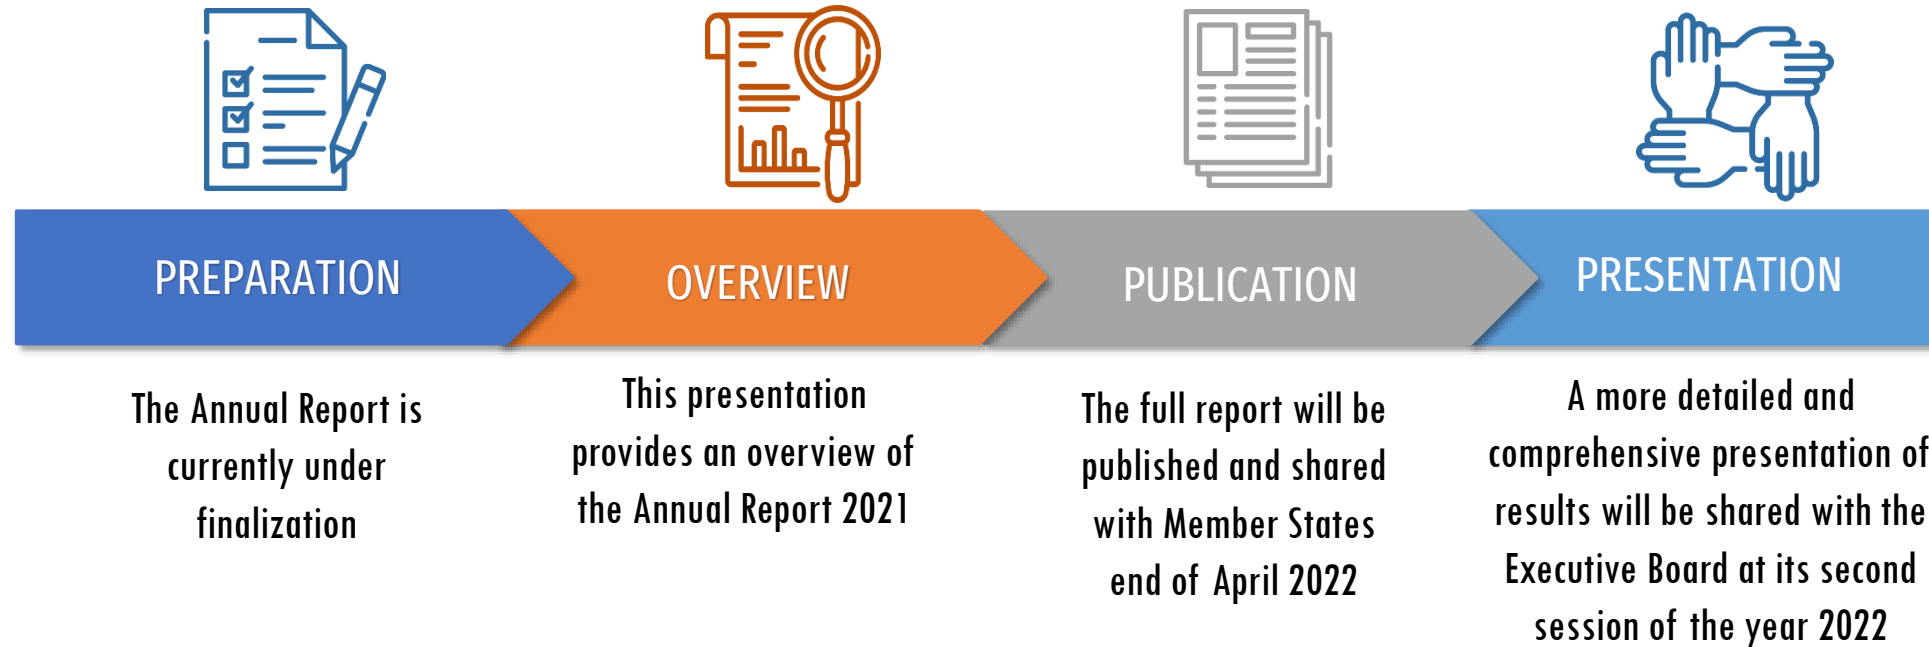 PREPARATION
The Annual Report is
currently under
finalization
OVERVIEW
This presentation
provides an overview of
the Annual Report 2021
PUBLICATION
The full report will be
published and shared
with Member States
end of April 2022
PRESENTATION
A more detailed and
comprehensive presentation of
results will be shared with the
Executive Board at its second
session of the year 2022